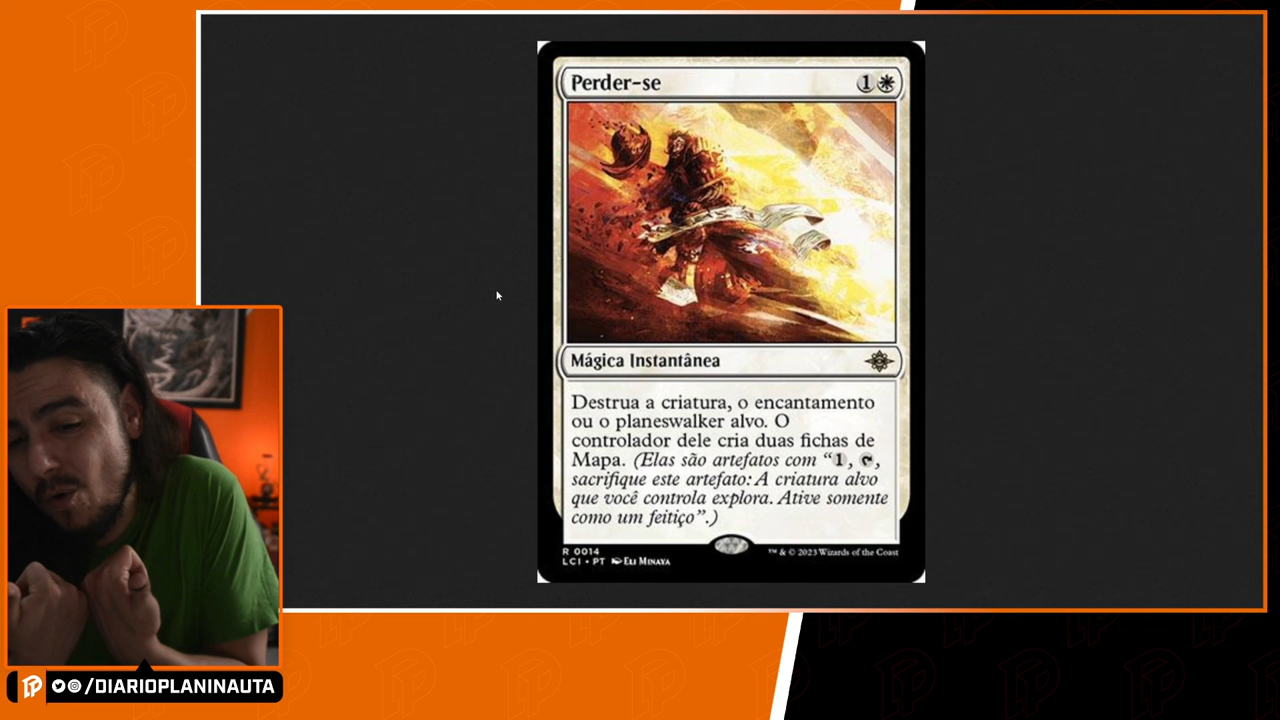 Perder-se
1
Mágica Instantânea
Destrua a criatura, o encantamento
ou o planeswalker alvo. O
controlador dele cria duas fichas de
Mapa. (Elas são artefatos com “1, ,
sacrifique este artefato: A criatura alvo
que você controla explora. Ative somente
como um feitiço”.)
R 0014
LCI • PT Eli Minaya
™ & © 2023 Wizards of the Coast
/DIARIOPLANINAUTA